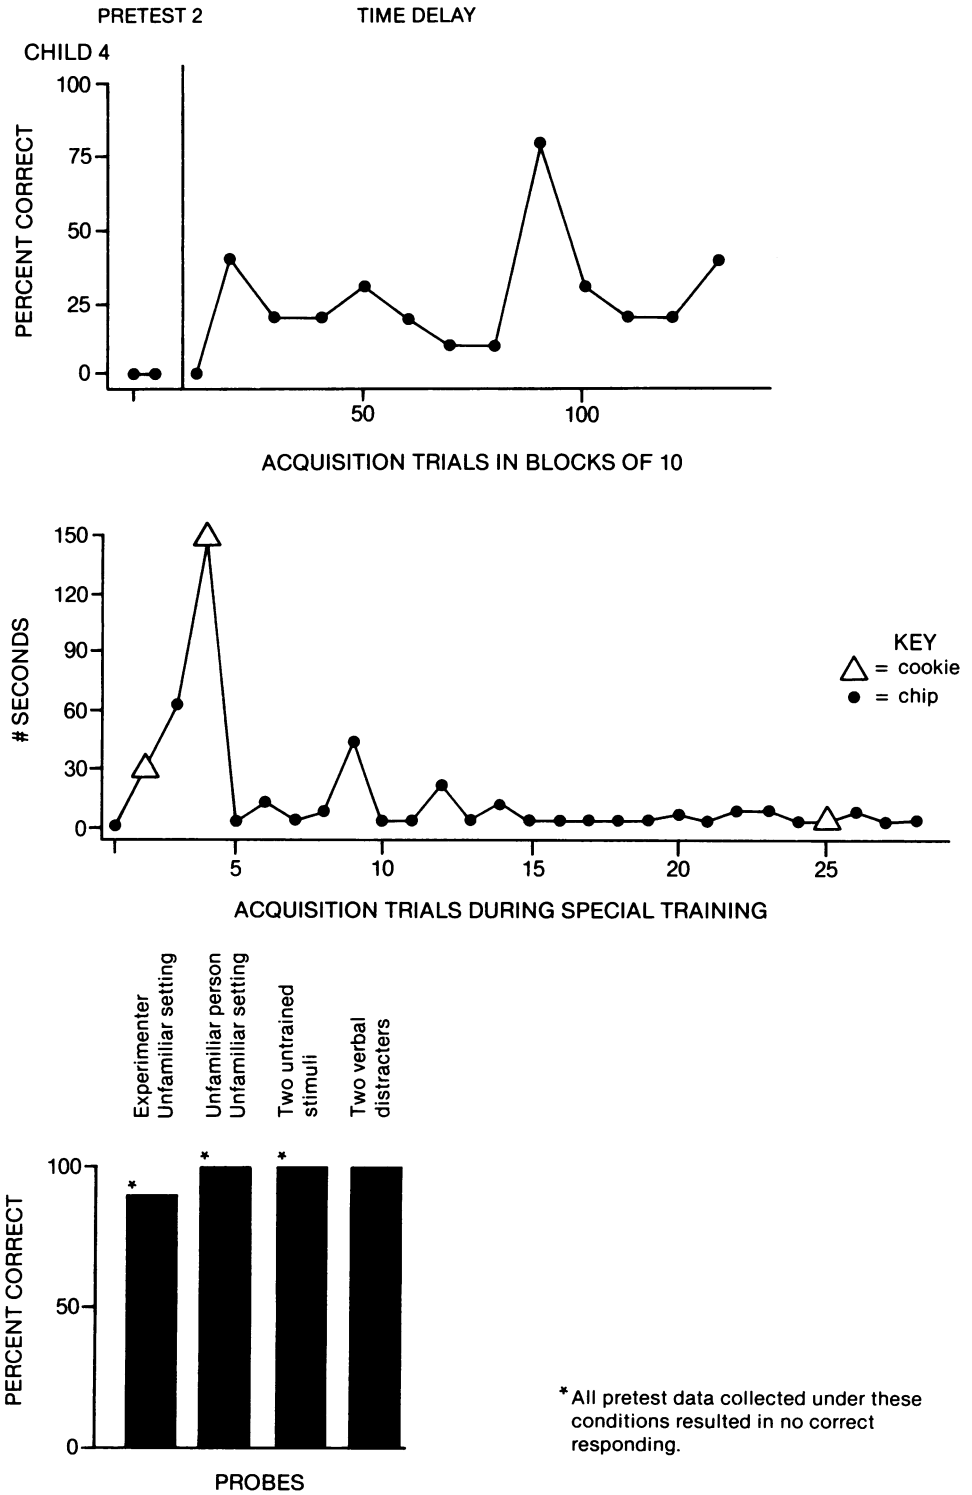 PRETEST 2 TIME DELAY
CHILD 4
100
75
50
25
0
PERCENT CORRECT
50 100
ACQUISITION TRIALS IN BLOCKS OF 10
150
120
90
60
30
0
# SECONDS
KEY
= cookie
= chip
5 10 15 20 25
ACQUISITION TRIALS DURING SPECIAL TRAINING
Experimenter
Unfamiliar setting
Unfamiliar person
Unfamiliar setting
Two untrained
stimuli
Two verbal
distracters
100
50
0
PERCENT CORRECT
* * *
PROBES
*All pretest data collected under these
conditions resulted in no correct
responding.